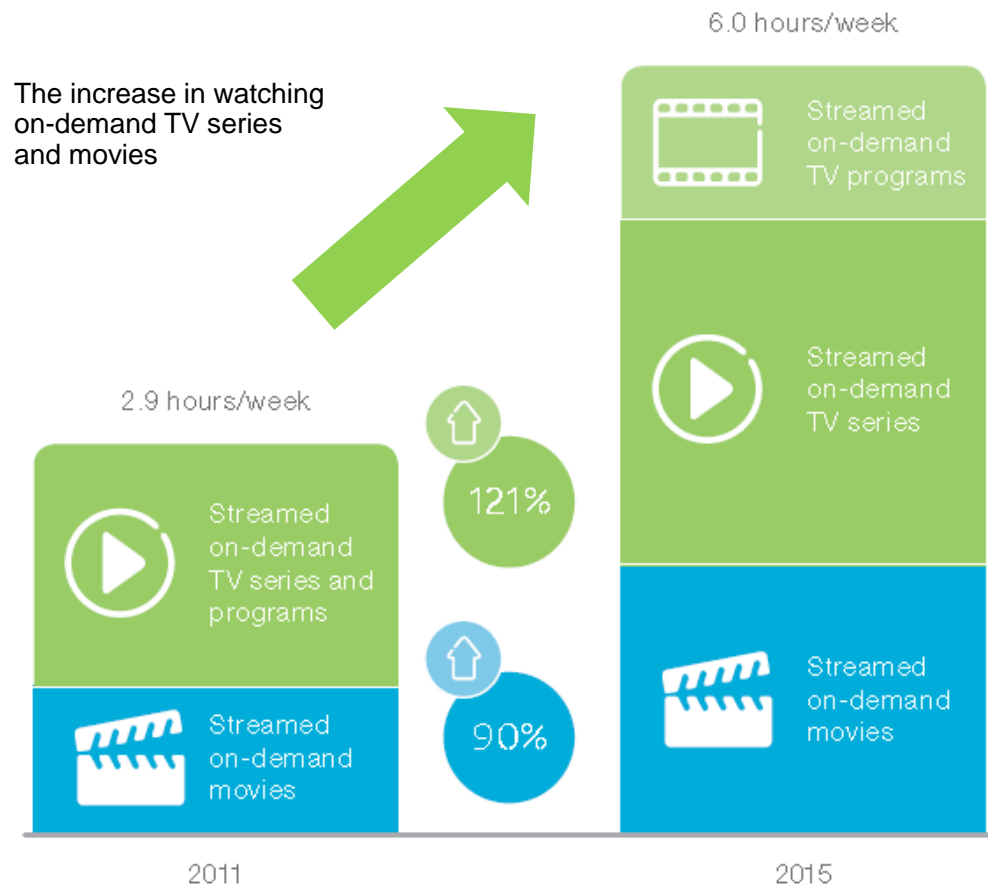 6.0 hours/week
The increase in watching
on-demand TV series
and movies
Streamed
on-demand
TV programs
Streamed
on-demand
TV series
2.9 hours/week
121%
Streamed
on-demand
TV series and
programs
90%
Streamed
on-demand
movies
Streamed
on-demand
movies
2011
2015